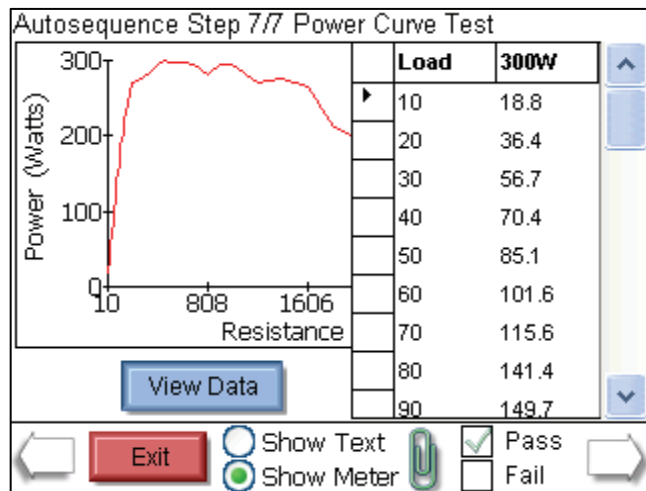 Autosequence Step 7/7 Power Curve Test
Power (Watts)
300
200
100
0
10 808 1606
Resistance
View Data
Load 300W
10 18.8
20 36.4
30 56.7
40 70.4
50 85.1
60 101.6
70 115.6
80 141.4
90 149.7
Exit
Show Text
Show Meter
Pass
Fail